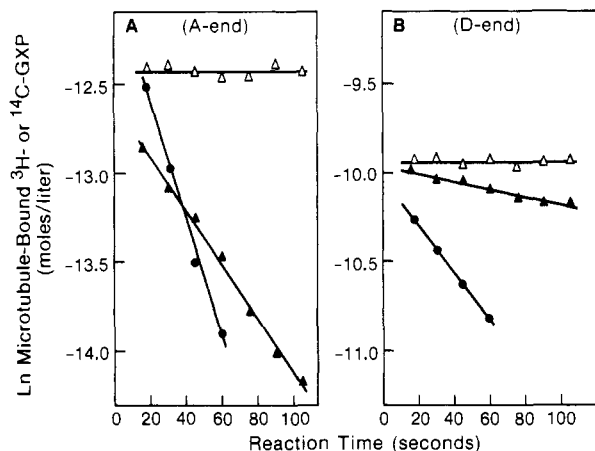 A (A-end)
B (D-end)
Ln Microtubule-Bound ³H- or ¹⁴C-GXP
(moles/liter)
-12.5
-13.0
-13.5
-14.0
-9.5
-10.0
-10.5
-11.0
0 20 40 60 80 100
0 20 40 60 80 100
Reaction Time (seconds)